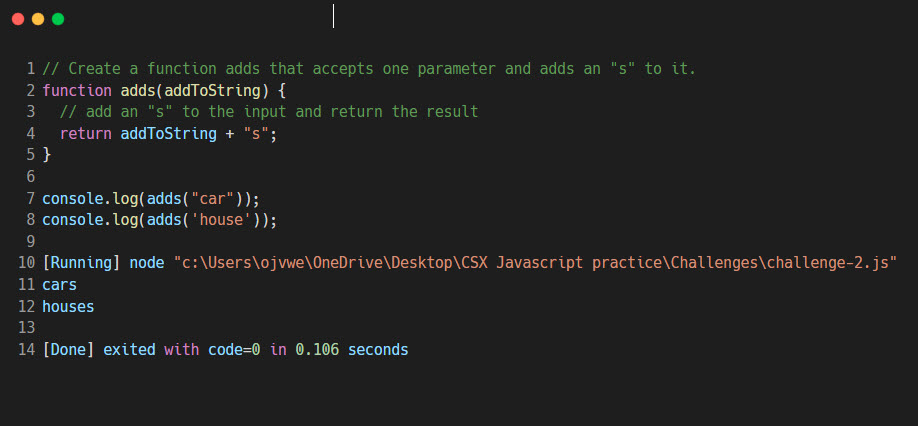 1 // Create a function adds that accepts one parameter and adds an "s" to it.
2 function adds(addToString) {
3   // add an "s" to the input and return the result
4   return addToString + "s";
5 }
6
7 console.log(adds("car"));
8 console.log(adds('house'));
9
10 [Running] node "c:\Users\ojvwe\OneDrive\Desktop\CSX Javascript practice\Challenges\challenge-2.js"
11 cars
12 houses
13
14 [Done] exited with code=0 in 0.106 seconds